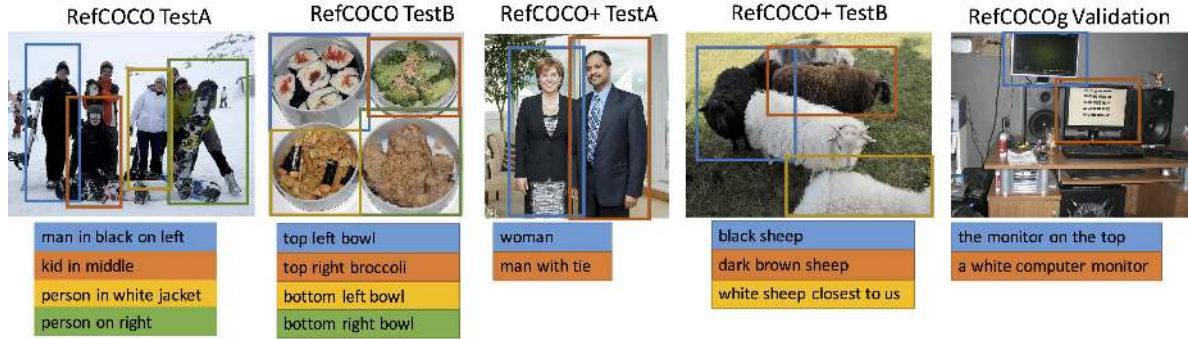 RefCOCO TestA
man in black on left
kid in middle
person in white jacket
person on right
RefCOCO TestB
top left bowl
top right broccoli
bottom left bowl
bottom right bowl
RefCOCO+ TestA
woman
man with tie
RefCOCO+ TestB
black sheep
dark brown sheep
white sheep closest to us
RefCOCOg Validation
the monitor on the top
a white computer monitor